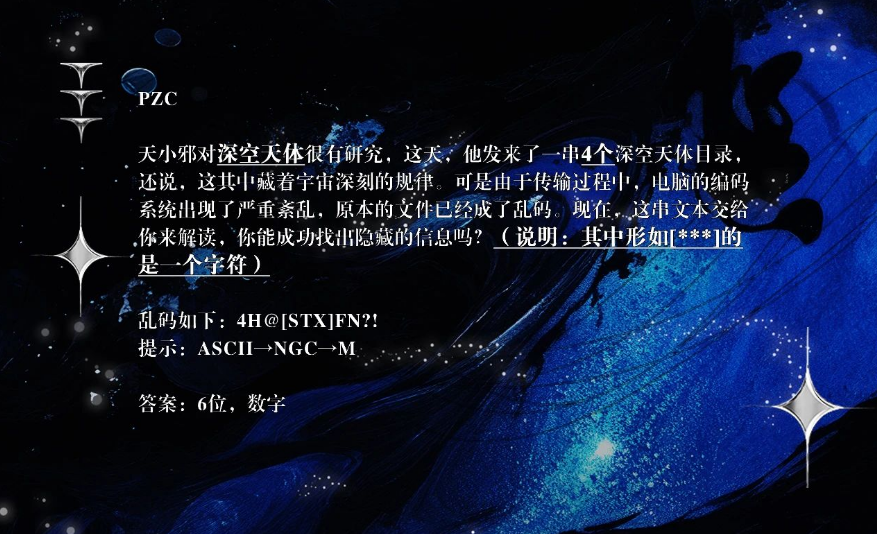 PZC
天小邪对深空天体很有研究，这天，他发来了一串4个深空天体目录，
还说，这其中藏着宇宙深刻的规律。可是由于传输过程中，电脑的编码
系统出现了严重紊乱，原本的文件已经成了乱码。现在，这串文本交给
你来解读，你能成功找出隐藏的信息吗？（说明：其中形如[***]的
是一个字符）
乱码如下：4H@[STX]FN?!
提示：ASCII→NGC→M
答案：6位，数字